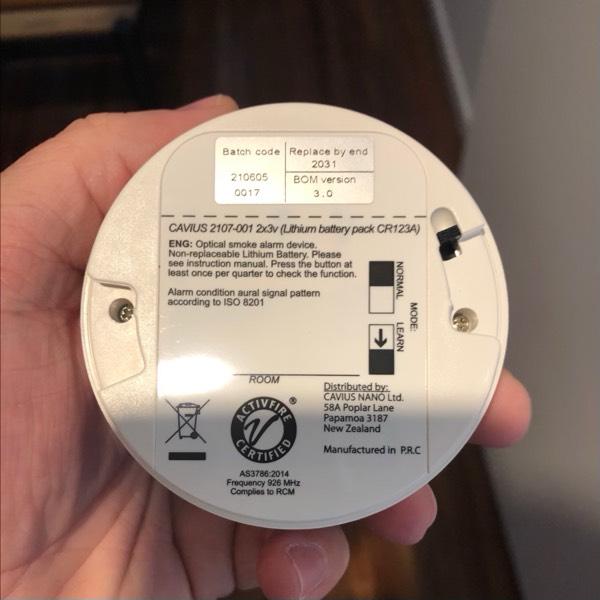 Batch code
210605
0017
Replace by end
2031
BOM version
3.0
CAVIUS 2107-001 2x3v (Lithium battery pack CR123A)
ENG: Optical smoke alarm device.
Non-replaceable Lithium Battery. Please
see instruction manual. Press the button at
least once per quarter to check the function.
Alarm condition aural signal pattern
according to ISO 8201
NORMAL
MODE:
LEARN
ROOM
ACTIVFIRE®
CERTIFIED
AS3786:2014
Frequency 926 MHz
Complies to RCM
Distributed by:
CAVIUS NANO Ltd.
58A Poplar Lane
Papamoa 3187
New Zealand
Manufactured in P.R.C